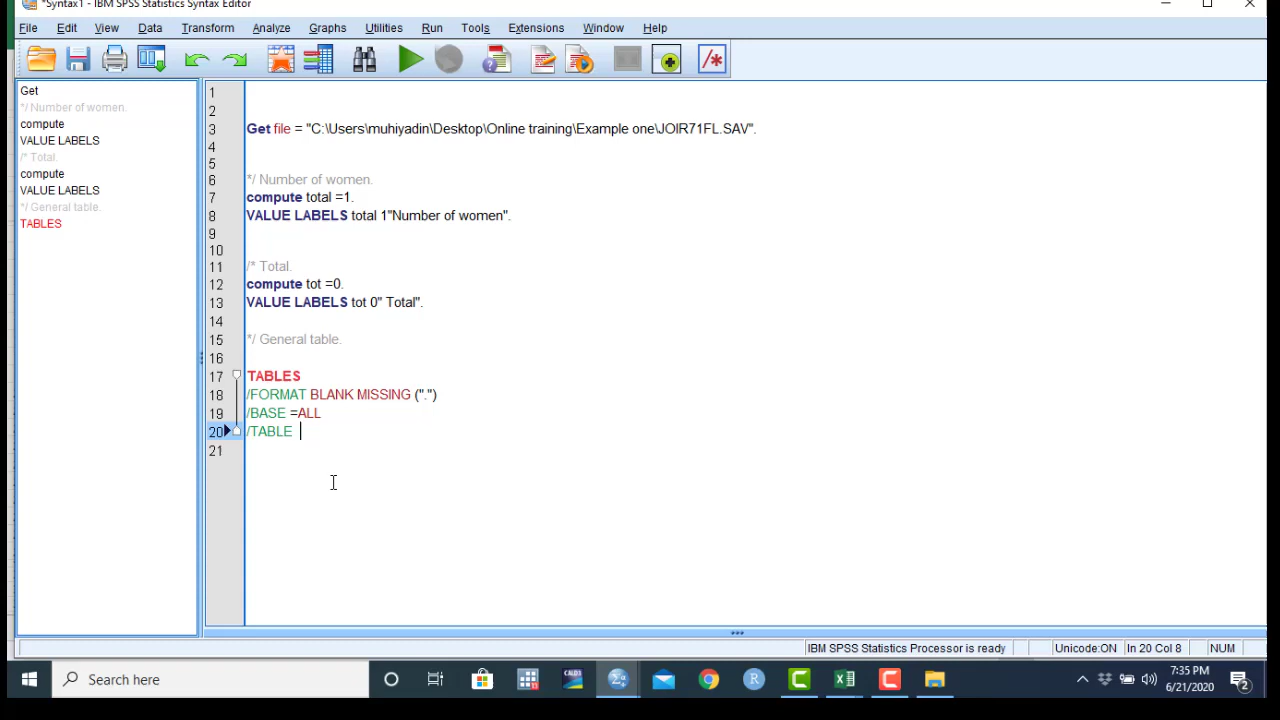 *Syntax1 - IBM SPSS Statistics Syntax Editor
File Edit View Data Transform Analyze Graphs Utilities Run Tools Extensions Window Help
Get
*/ Number of women.
compute
VALUE LABELS
/* Total.
compute
VALUE LABELS
*/ General table.
TABLES
1
2
3 Get file = "C:\Users\muhiyadin\Desktop\Online training\Example one\JOIR71FL.SAV".
4
5
6 */ Number of women.
7 compute total =1.
8 VALUE LABELS total 1"Number of women".
9
10
11 /* Total.
12 compute tot =0.
13 VALUE LABELS tot 0" Total".
14
15 */ General table.
16
17 TABLES
18 /FORMAT BLANK MISSING (".")
19 /BASE =ALL
20 /TABLE
21
IBM SPSS Statistics Processor is ready Unicode:ON In 20 Col 8 NUM
Search here
7:35 PM
6/21/2020
2